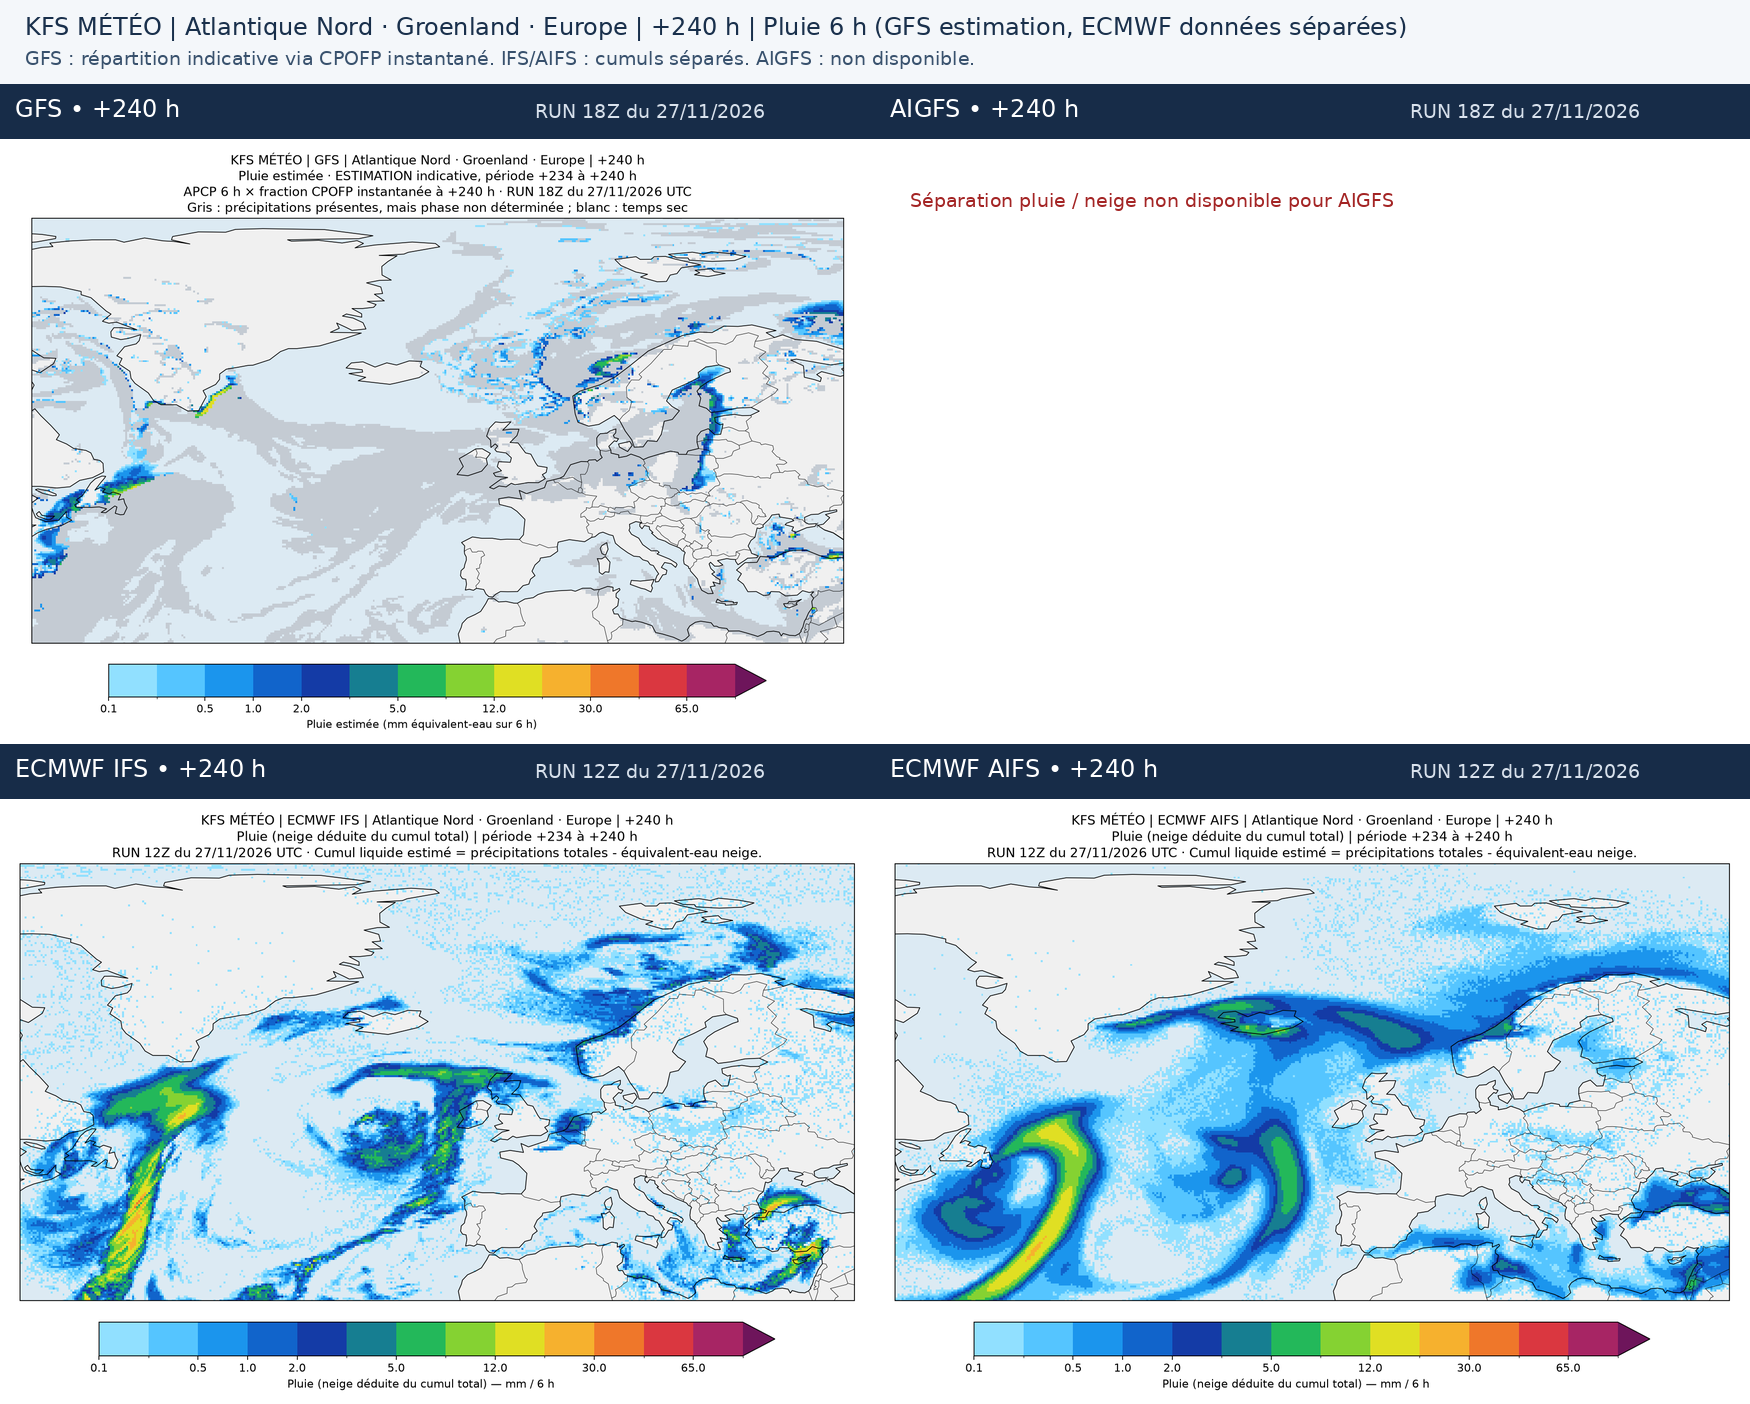 KFS MÉTÉO | Atlantique Nord · Groenland · Europe | +240 h | Pluie 6 h (GFS estimation, ECMWF données séparées)
GFS : répartition indicative via CPOFP instantané. IFS/AIFS : cumuls séparés. AIGFS : non disponible.
GFS • +240 h
RUN 18Z du 27/11/2026
AIGFS • +240 h
RUN 18Z du 27/11/2026
KFS MÉTÉO | GFS | Atlantique Nord · Groenland · Europe | +240 h
Pluie estimée · ESTIMATION indicative, période +234 à +240 h
APCP 6 h × fraction CPOFP instantanée à +240 h · RUN 18Z du 27/11/2026 UTC
Gris : précipitations présentes, mais phase non déterminée ; blanc : temps sec
Séparation pluie / neige non disponible pour AIGFS
0.1 0.5 1.0 2.0 5.0 12.0 30.0 65.0
Pluie estimée (mm équivalent-eau sur 6 h)
ECMWF IFS • +240 h
RUN 12Z du 27/11/2026
ECMWF AIFS • +240 h
RUN 12Z du 27/11/2026
KFS MÉTÉO | ECMWF IFS | Atlantique Nord · Groenland · Europe | +240 h
Pluie (neige déduite du cumul total) | période +234 à +240 h
RUN 12Z du 27/11/2026 UTC · Cumul liquide estimé = précipitations totales - équivalent-eau neige.
0.1 0.5 1.0 2.0 5.0 12.0 30.0 65.0
Pluie (neige déduite du cumul total) — mm / 6 h
KFS MÉTÉO | ECMWF AIFS | Atlantique Nord · Groenland · Europe | +240 h
Pluie (neige déduite du cumul total) | période +234 à +240 h
RUN 12Z du 27/11/2026 UTC · Cumul liquide estimé = précipitations totales - équivalent-eau neige.
0.1 0.5 1.0 2.0 5.0 12.0 30.0 65.0
Pluie (neige déduite du cumul total) — mm / 6 h